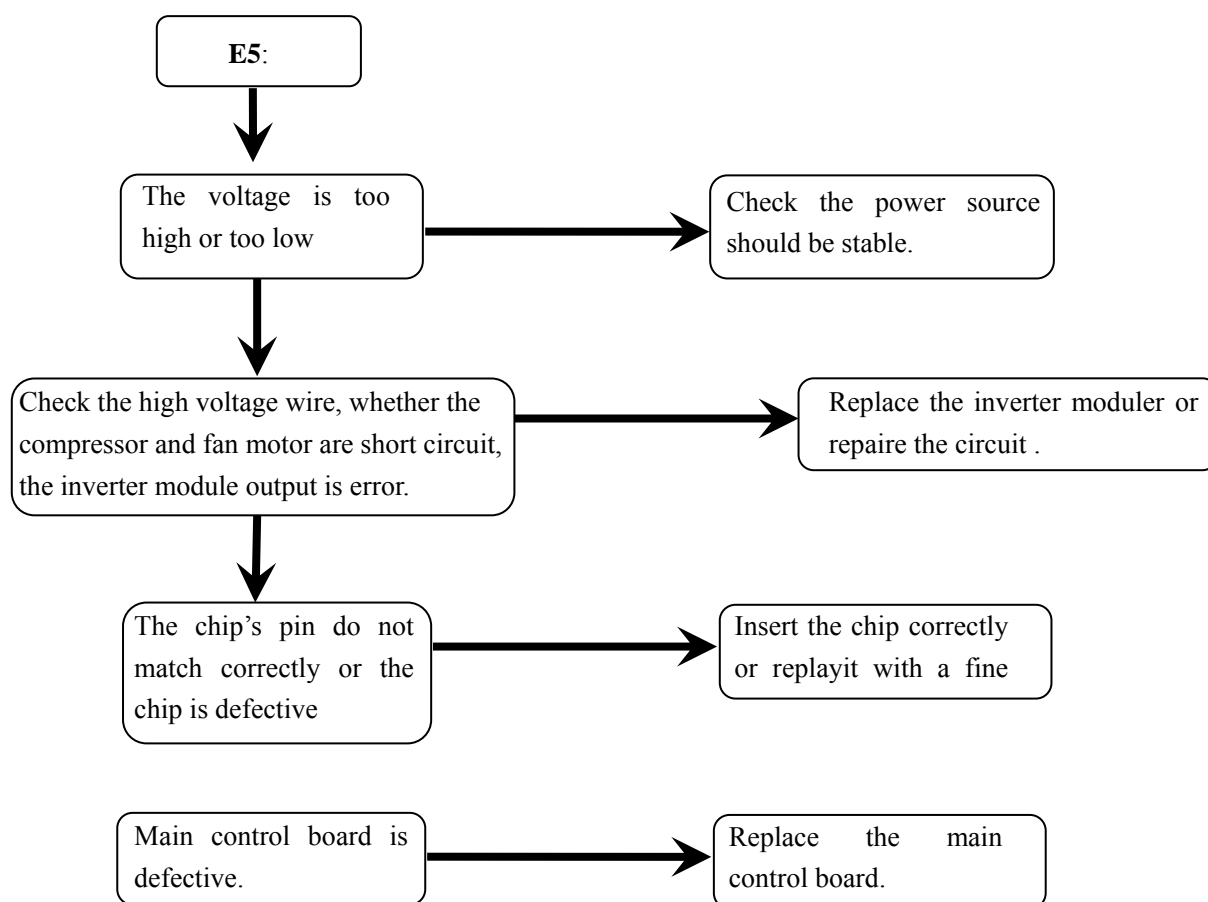 E5:
The voltage is too
high or too low
Check the power source
should be stable.
Check the high voltage wire, whether the
compressor and fan motor are short circuit,
the inverter module output is error.
Replace the inverter moduler or
repaire the circuit .
The chip’s pin do not
match correctly or the
chip is defective
Insert the chip correctly
or replayit with a fine
Main control board is
defective.
Replace the main
control board.